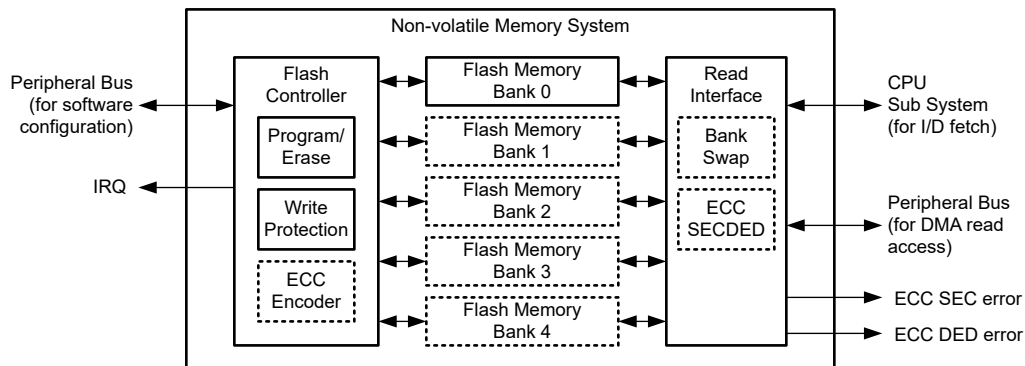 Non-volatile Memory System
Peripheral Bus
(for software
configuration)
IRQ
Flash
Controller
Program/
Erase
Write
Protection
ECC
Encoder
Flash Memory
Bank 0
Flash Memory
Bank 1
Flash Memory
Bank 2
Flash Memory
Bank 3
Flash Memory
Bank 4
Read
Interface
Bank
Swap
ECC
SECDED
CPU
Sub System
(for I/D fetch)
Peripheral Bus
(for DMA read
access)
ECC SEC error
ECC DED error